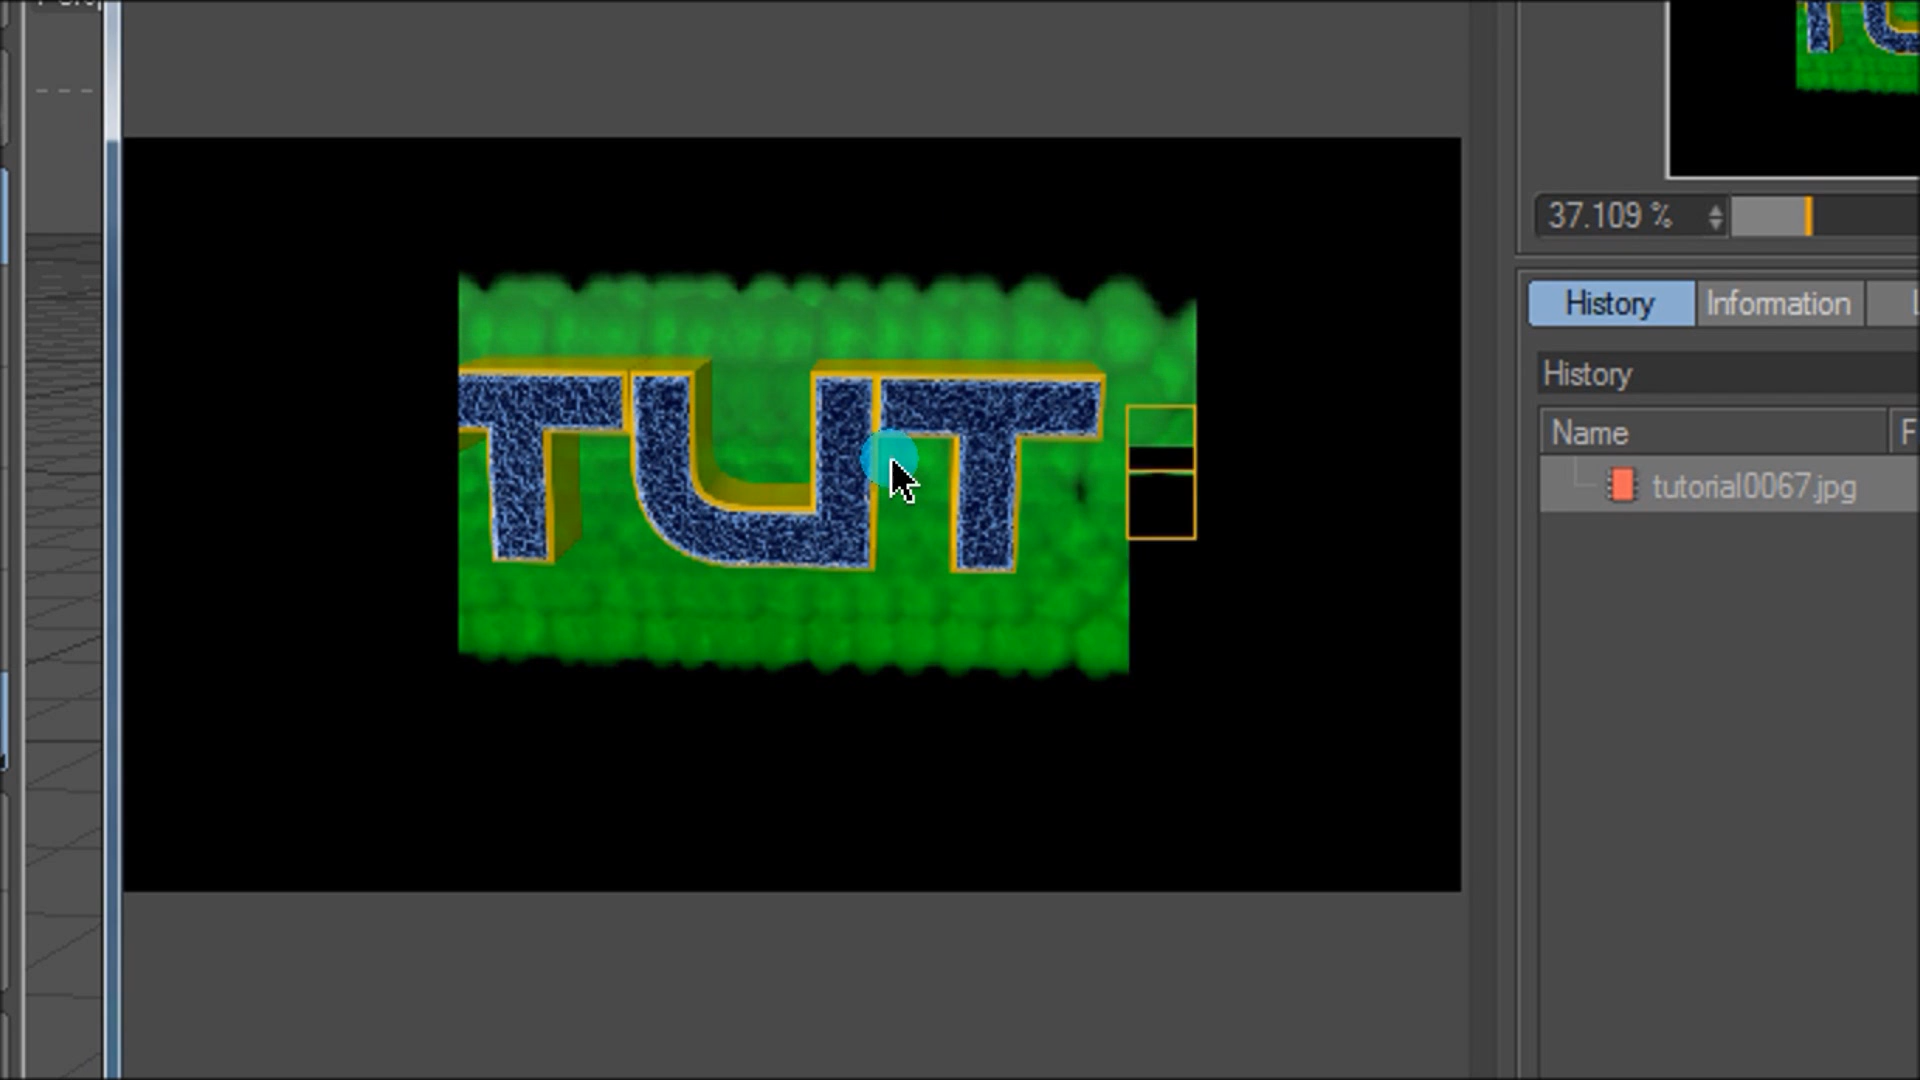 TUT
37.109 %
History
Information
History
Name
F
tutorial0067.jpg